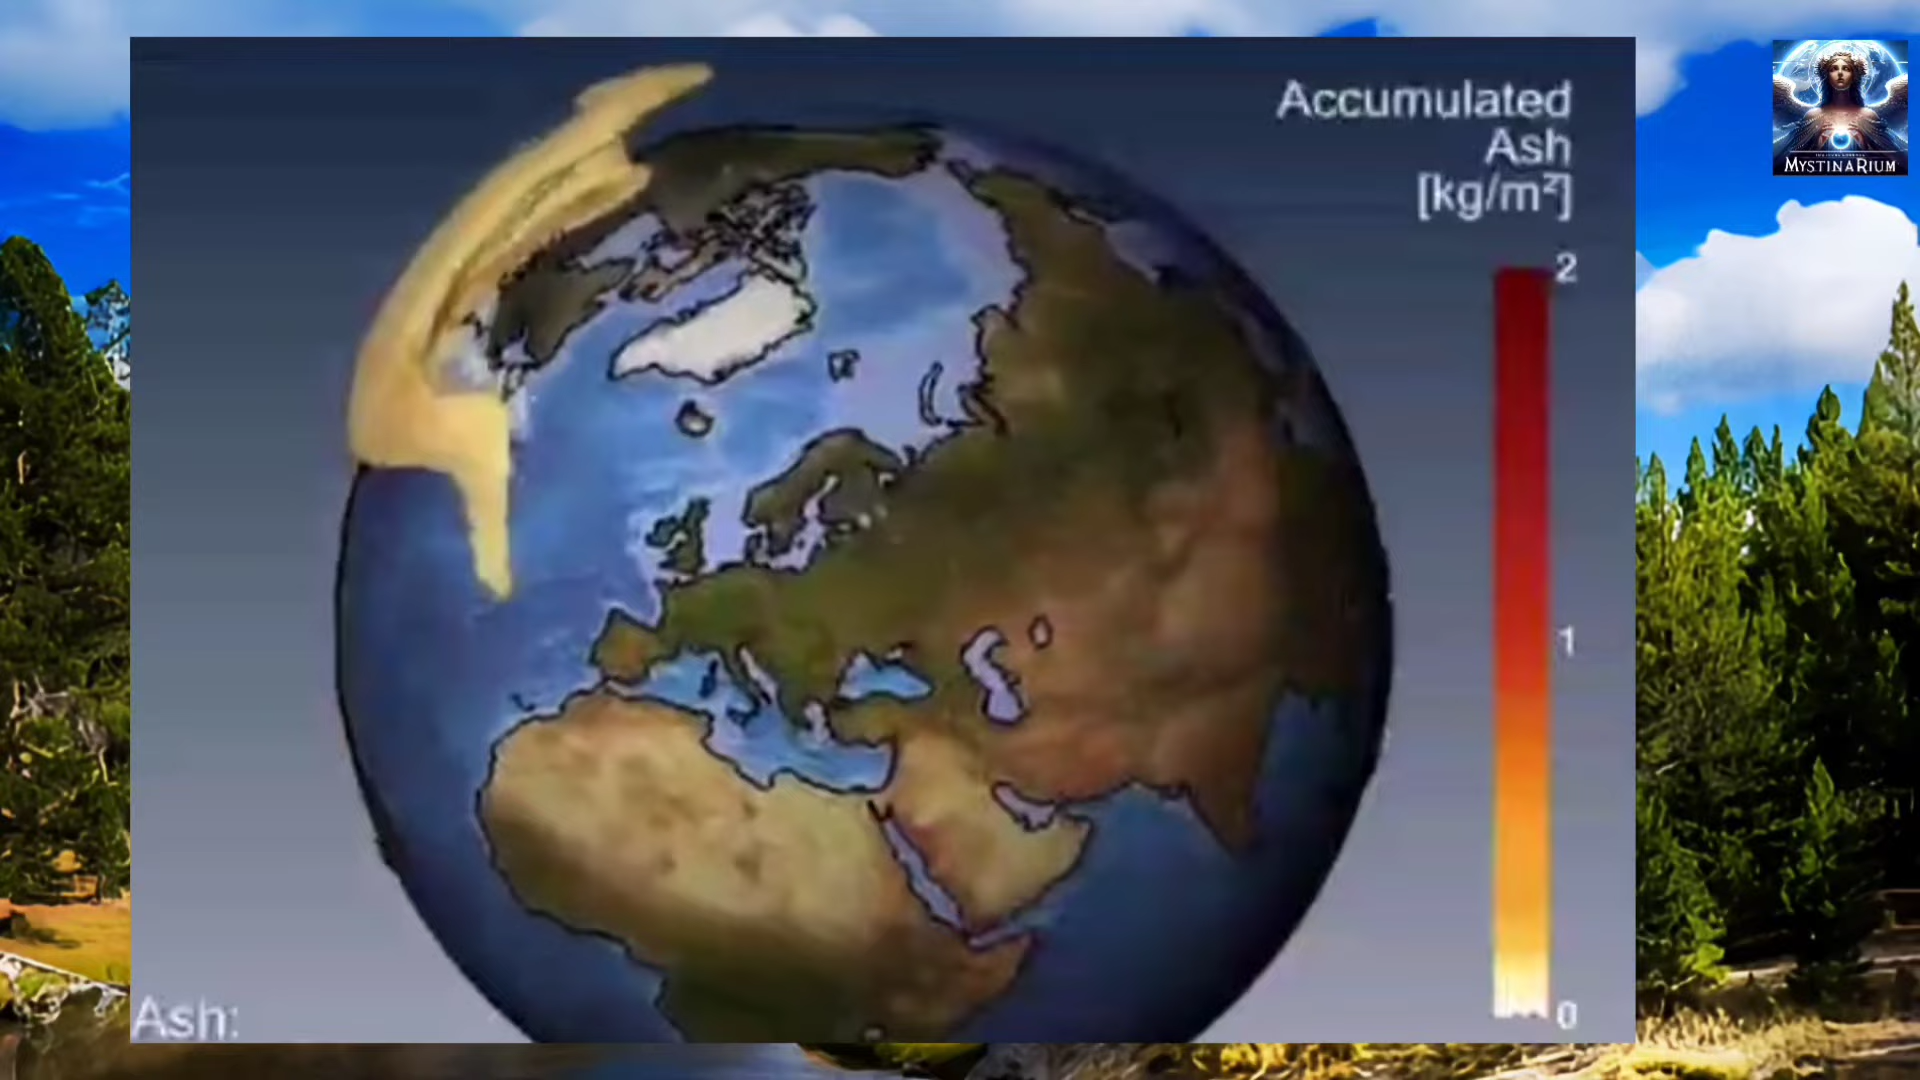 Accumulated
Ash
[kg/m²]
2
1
0
Ash:
MYSTINARIUM